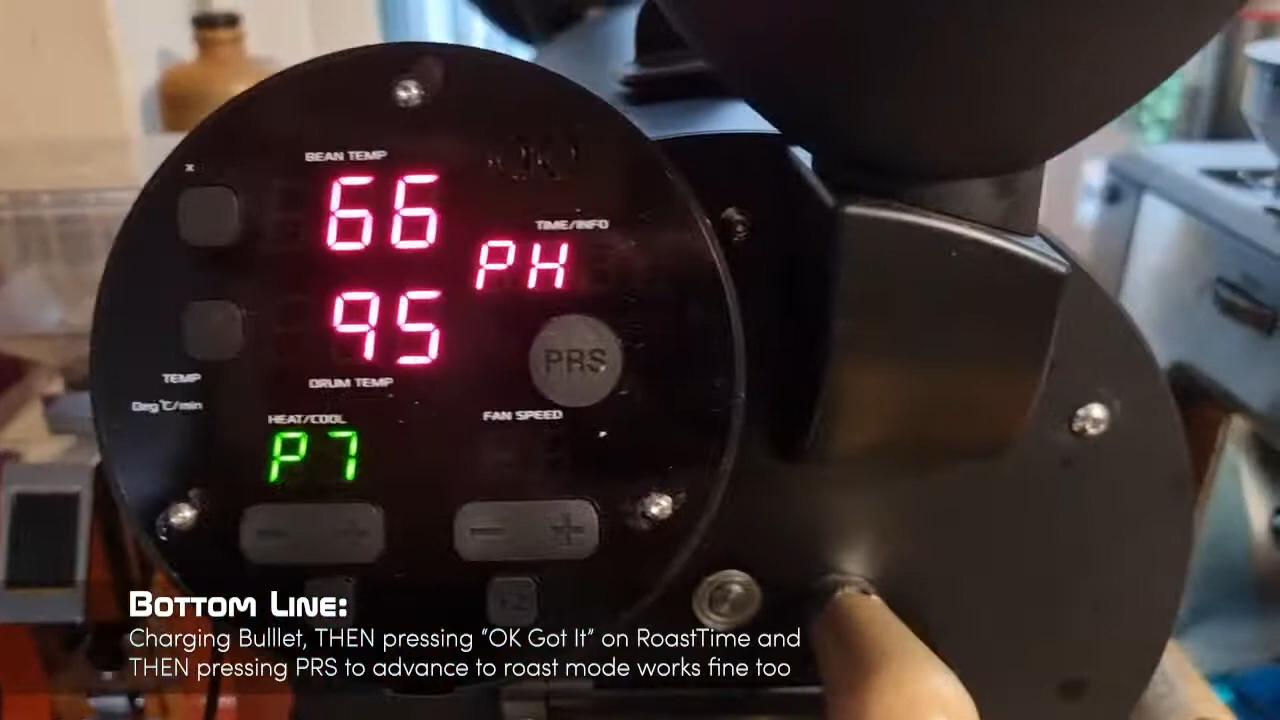 BEAN TEMP
x
66
TIME/INFO
PH
95
PRS
TEMP
DRUM TEMP
Deg°C/min
HEAT/COOL
FAN SPEED
P7
- +
- +
Bottom Line:
Charging Bulllet, THEN pressing "OK Got It" on RoastTime and
THEN pressing PRS to advance to roast mode works fine too